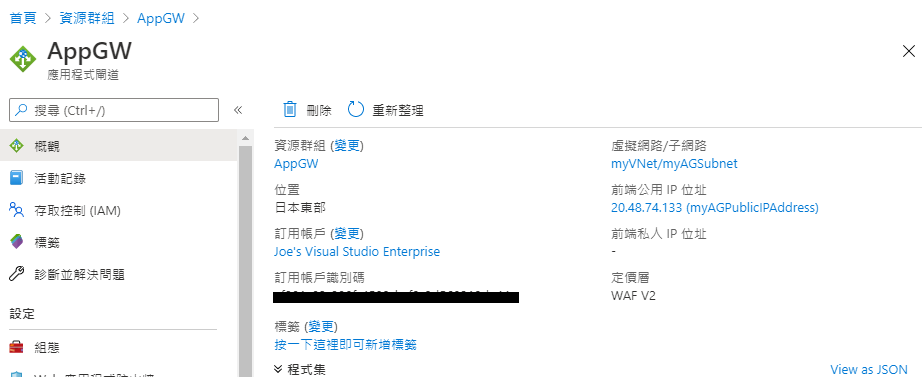 首頁 > 資源群組 > AppGW >
AppGW
應用程式閘道
搜尋 (Ctrl+/)
«
刪除
重新整理
概觀
活動記錄
存取控制 (IAM)
標籤
診斷並解決問題
設定
組態
資源群組 (變更)
AppGW
位置
日本東部
訂用帳戶 (變更)
Joe's Visual Studio Enterprise
訂用帳戶識別碼
標籤 (變更)
按一下這裡即可新增標籤
程式集
虛擬網路/子網路
myVNet/myAGSubnet
前端公用 IP 位址
20.48.74.133 (myAGPublicIPAddress)
前端私人 IP 位址
-
定價層
WAF V2
View as JSON